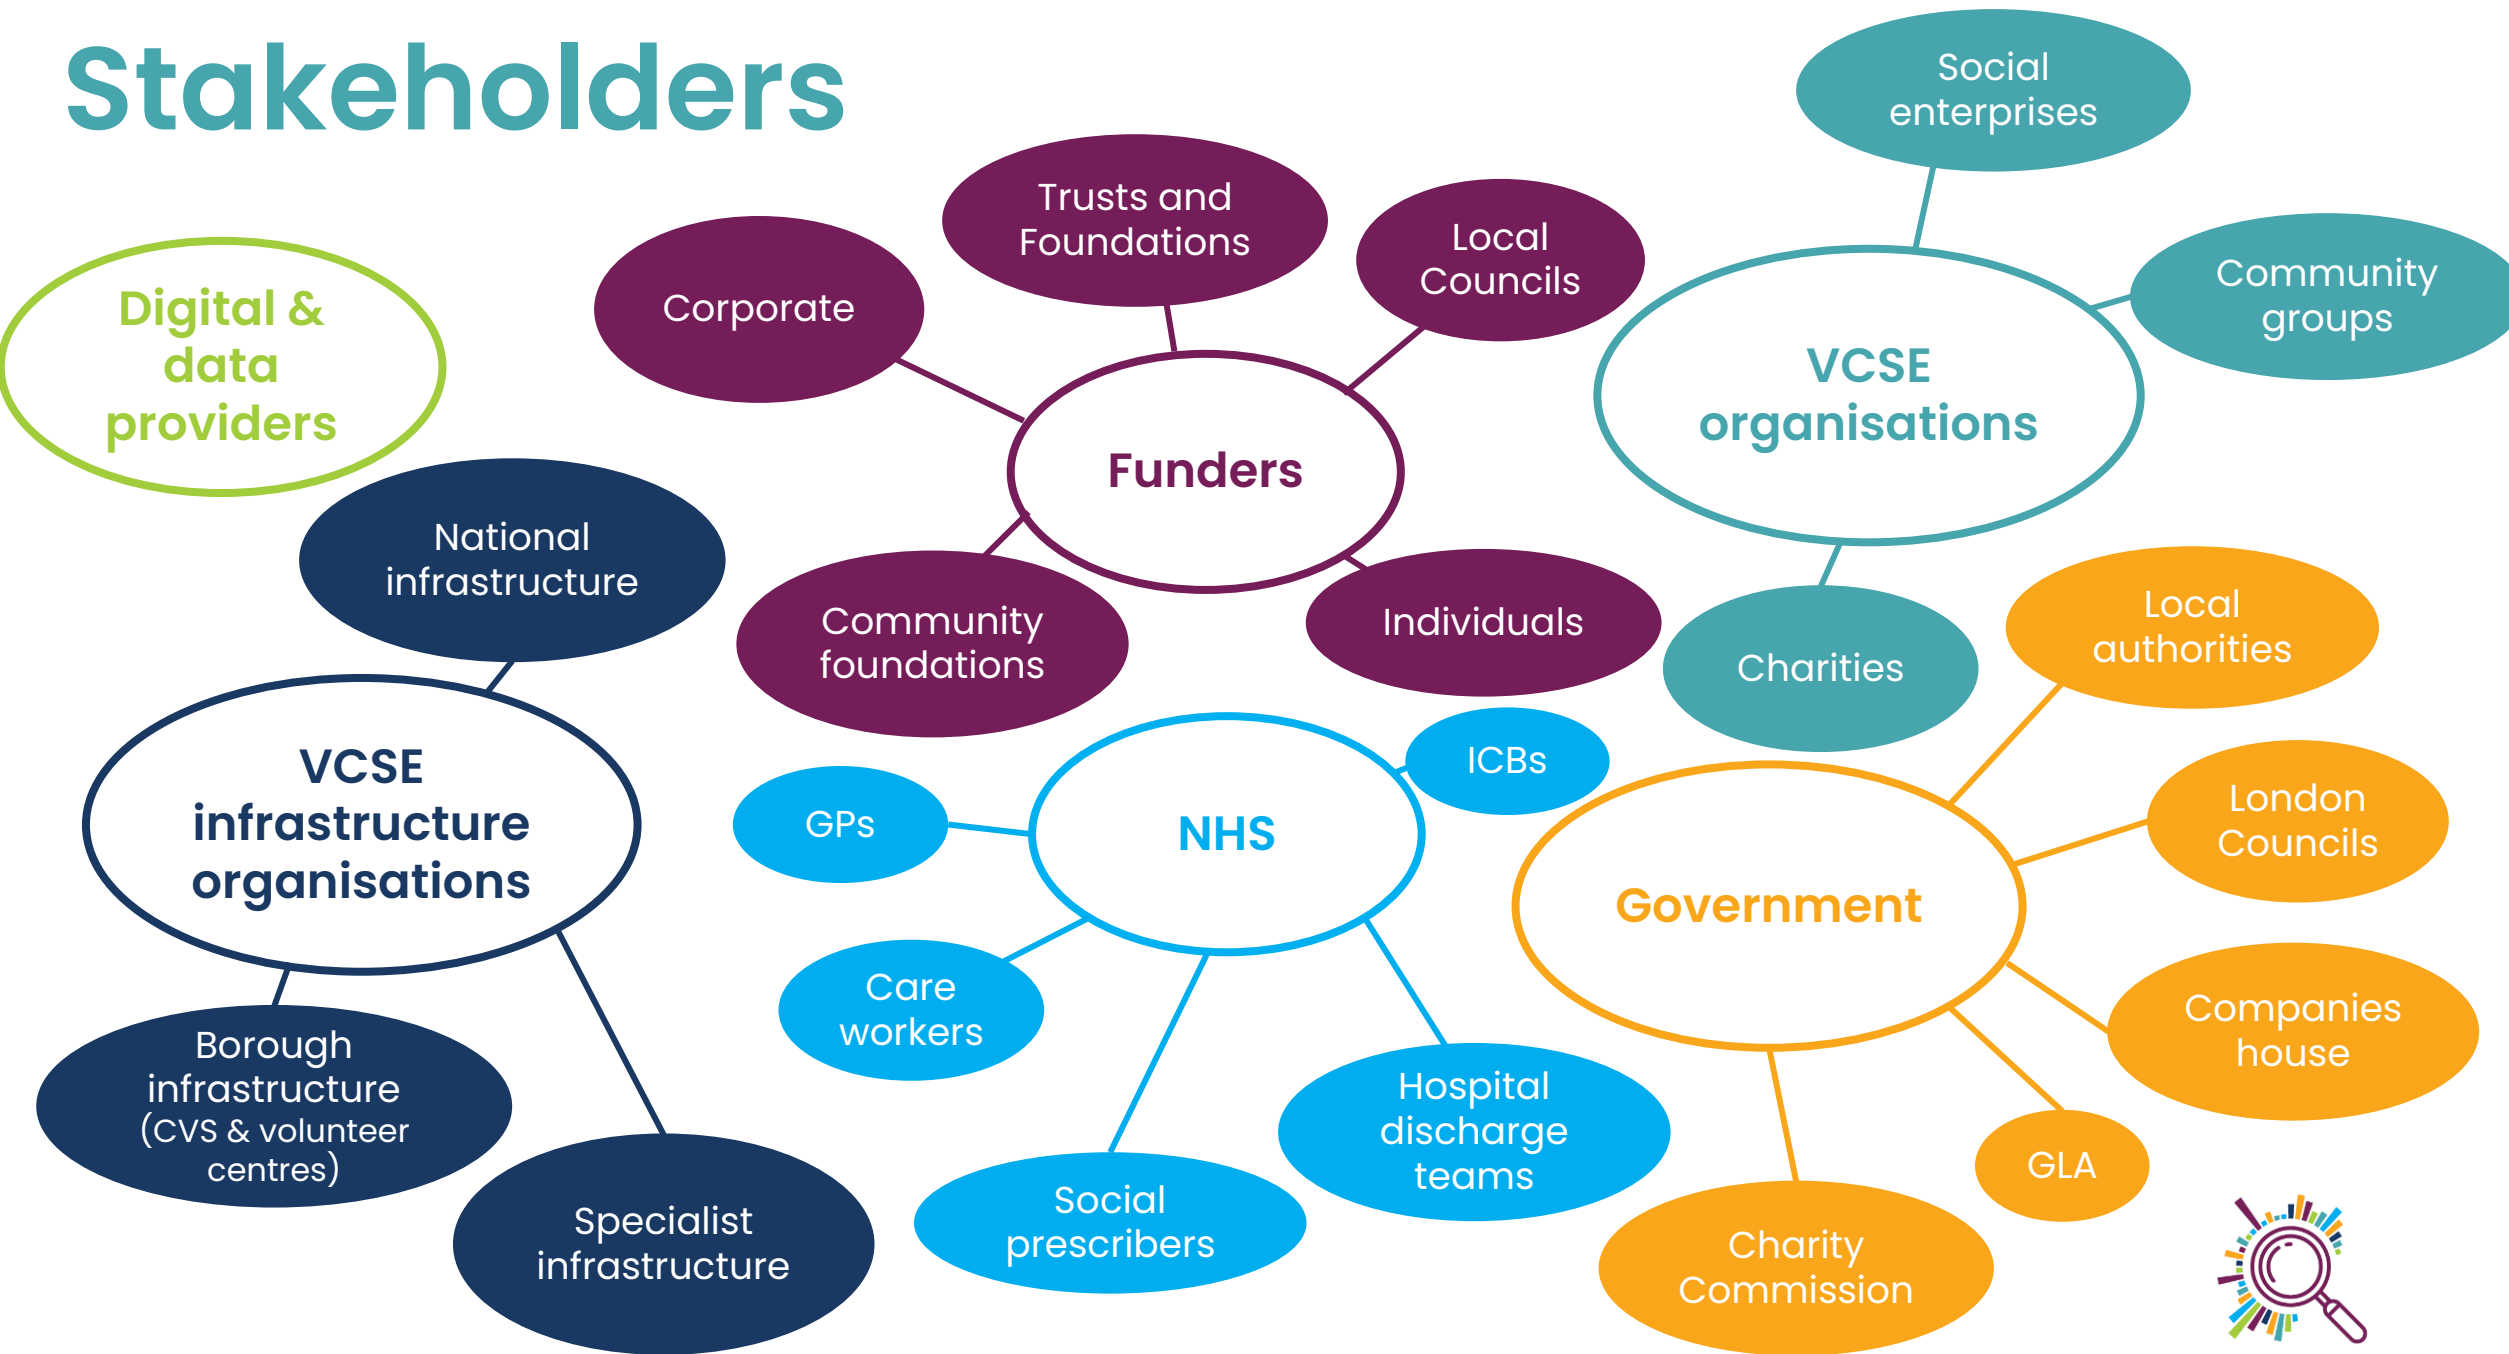 Stakeholders
Social
enterprises
Trusts and
Foundations
Local
Councils
Corporate
Community
groups
Digital &
data
providers
VCSE
organisations
Funders
National
infrastructure
Community
foundations
Individuals
Charities
Local
authorities
VCSE
infrastructure
organisations
GPs
NHS
ICBs
London
Councils
Government
Care
workers
Companies
house
Borough
infrastructure
(CVS & volunteer
centres)
Hospital
discharge
teams
GLA
Specialist
infrastructure
Social
prescribers
Charity
Commission